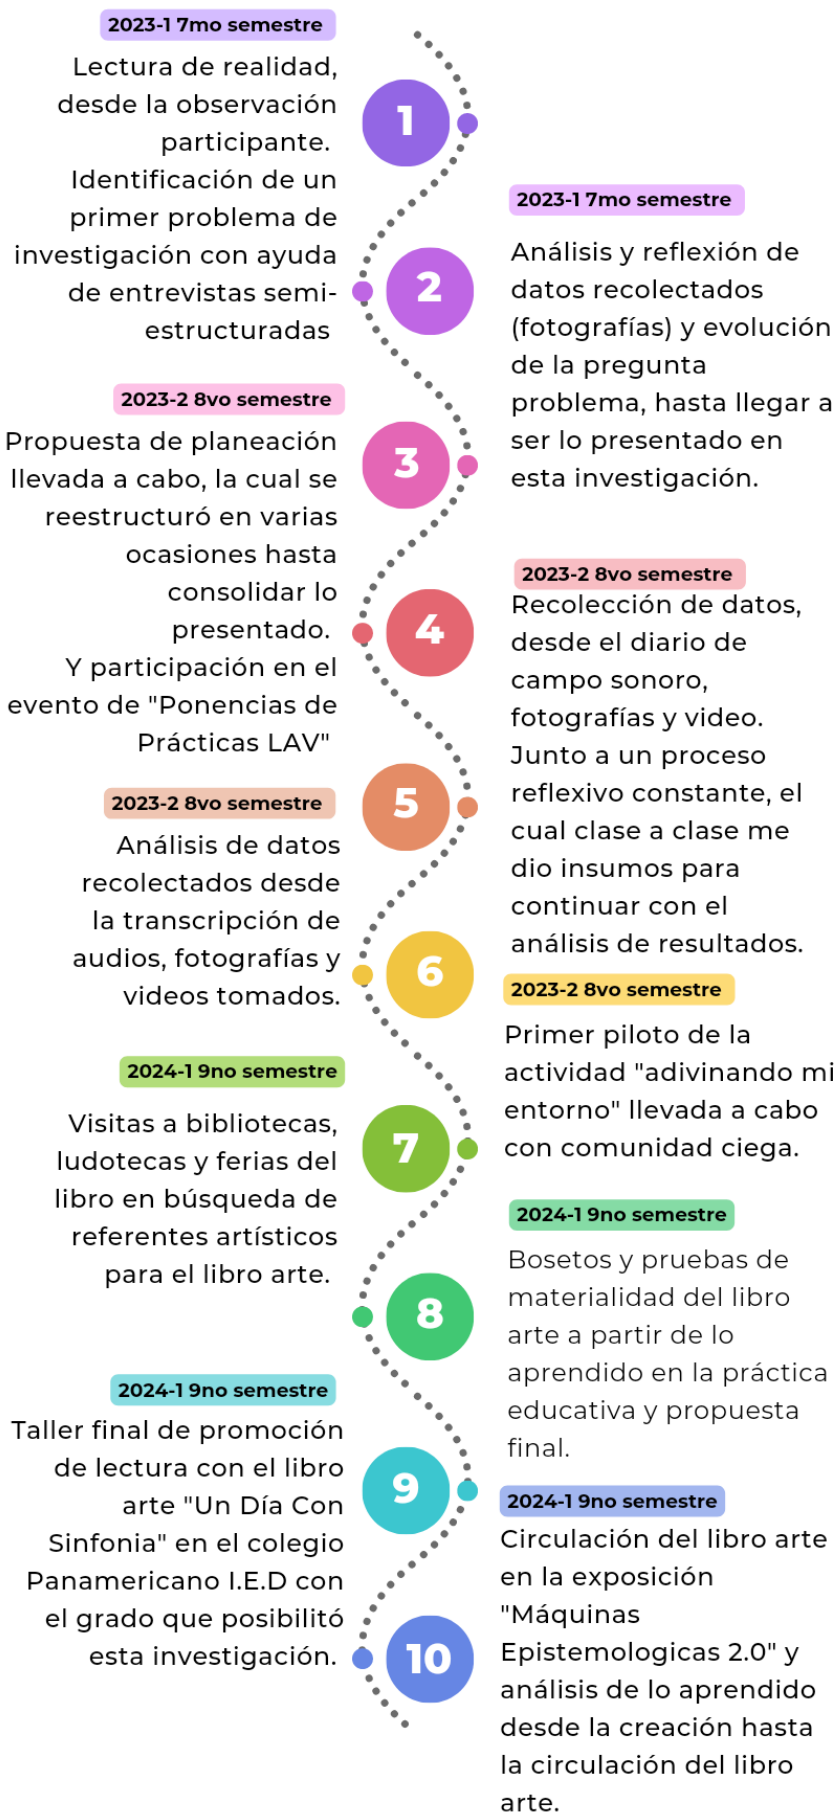 2023-1 7mo semestre
Lectura de realidad,
desde la observación
participante.
Identificación de un
primer problema de
investigación con ayuda
de entrevistas semi-
estructuradas
1
2023-1 7mo semestre
Análisis y reflexión de
datos recolectados
(fotografías) y evolución
de la pregunta
problema, hasta llegar a
ser lo presentado en
esta investigación.
2
2023-2 8vo semestre
Propuesta de planeación
llevada a cabo, la cual se
reestructuró en varias
ocasiones hasta
consolidar lo
presentado.
Y participación en el
evento de "Ponencias de
Prácticas LAV"
3
2023-2 8vo semestre
Recolección de datos,
desde el diario de
campo sonoro,
fotografías y video.
Junto a un proceso
reflexivo constante, el
cual clase a clase me
dio insumos para
continuar con el
análisis de resultados.
4
2023-2 8vo semestre
Análisis de datos
recolectados desde
la transcripción de
audios, fotografías y
videos tomados.
5
2023-2 8vo semestre
Primer piloto de la
actividad "adivinando mi
entorno" llevada a cabo
con comunidad ciega.
6
2024-1 9no semestre
Visitas a bibliotecas,
ludotecas y ferias del
libro en búsqueda de
referentes artísticos
para el libro arte.
7
2024-1 9no semestre
Bosetos y pruebas de
materialidad del libro
arte a partir de lo
aprendido en la práctica
educativa y propuesta
final.
8
2024-1 9no semestre
Taller final de promoción
de lectura con el libro
arte "Un Día Con
Sinfonia" en el colegio
Panamericano I.E.D con
el grado que posibilitó
esta investigación.
9
2024-1 9no semestre
Circulación del libro arte
en la exposición
"Máquinas
Epistemologicas 2.0" y
análisis de lo aprendido
desde la creación hasta
la circulación del libro
arte.
10